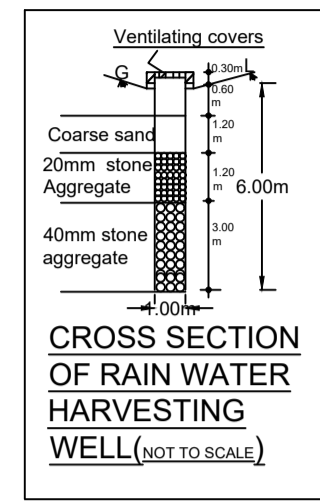 Ventilating covers
G L
0.30m
0.60
m
Coarse sand
1.20
m
20mm stone
Aggregate
1.20
m
6.00m
40mm stone
aggregate
3.00
m
1.00m
CROSS SECTION
OF RAIN WATER
HARVESTING
WELL(NOT TO SCALE)